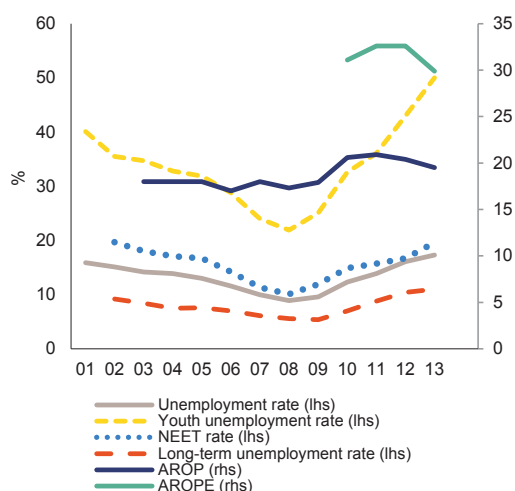 60
50
40
30
20
10
0
%
35
30
25
20
15
10
5
0
01 02 03 04 05 06 07 08 09 10 11 12 13
Unemployment rate (lhs)
Youth unemployment rate (lhs)
NEET rate (lhs)
Long-term unemployment rate (lhs)
AROP (rhs)
AROPE (rhs)